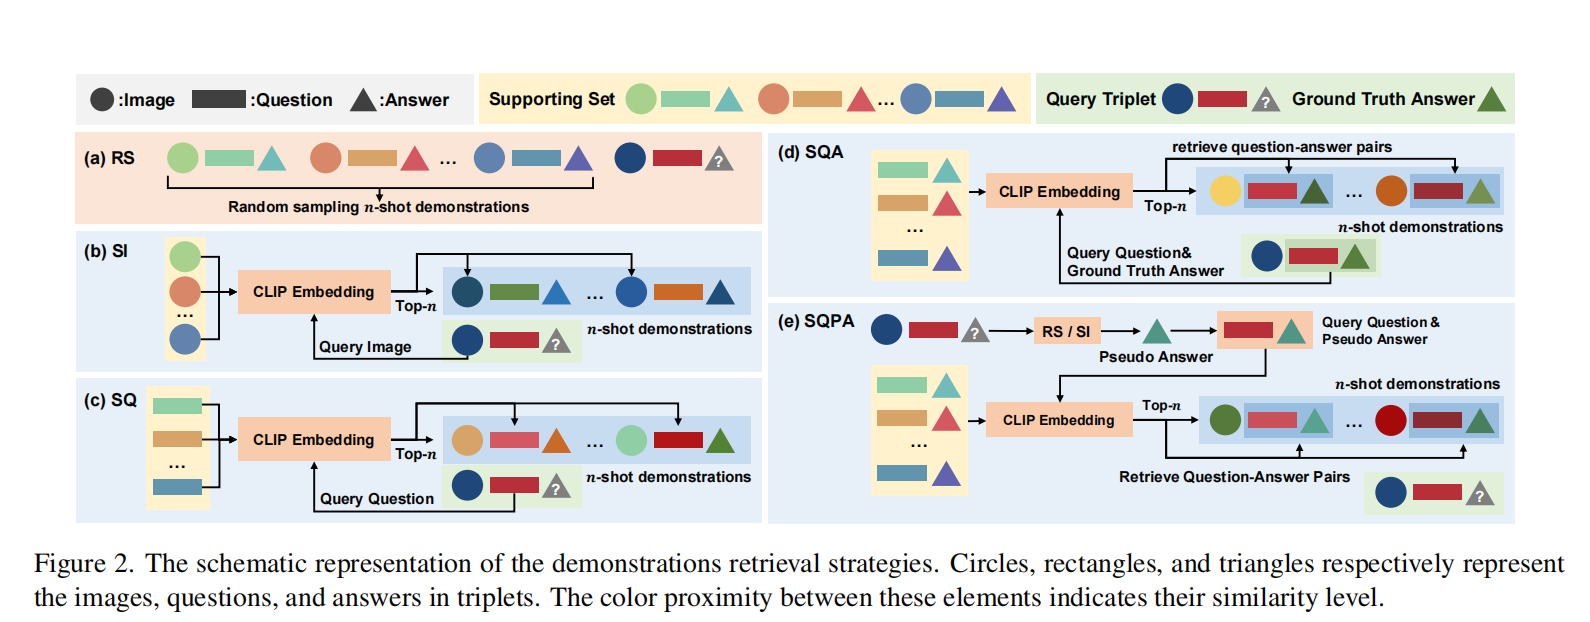 :Image :Question :Answer
Supporting Set ...
Query Triplet ? Ground Truth Answer
(a) RS
... ?
Random sampling n-shot demonstrations
(b) SI
...
CLIP Embedding
Top-n
...
n-shot demonstrations
?
Query Image
(c) SQ
...
CLIP Embedding
Top-n
...
n-shot demonstrations
?
Query Question
(d) SQA
...
CLIP Embedding
retrieve question-answer pairs
Top-n
...
n-shot demonstrations
Query Question&
Ground Truth Answer
(e) SQPA
?
RS / SI
Pseudo Answer
Query Question &
Pseudo Answer
...
CLIP Embedding
Top-n
n-shot demonstrations
...
Retrieve Question-Answer Pairs
?
Figure 2. The schematic representation of the demonstrations retrieval strategies. Circles, rectangles, and triangles respectively represent
the images, questions, and answers in triplets. The color proximity between these elements indicates their similarity level.